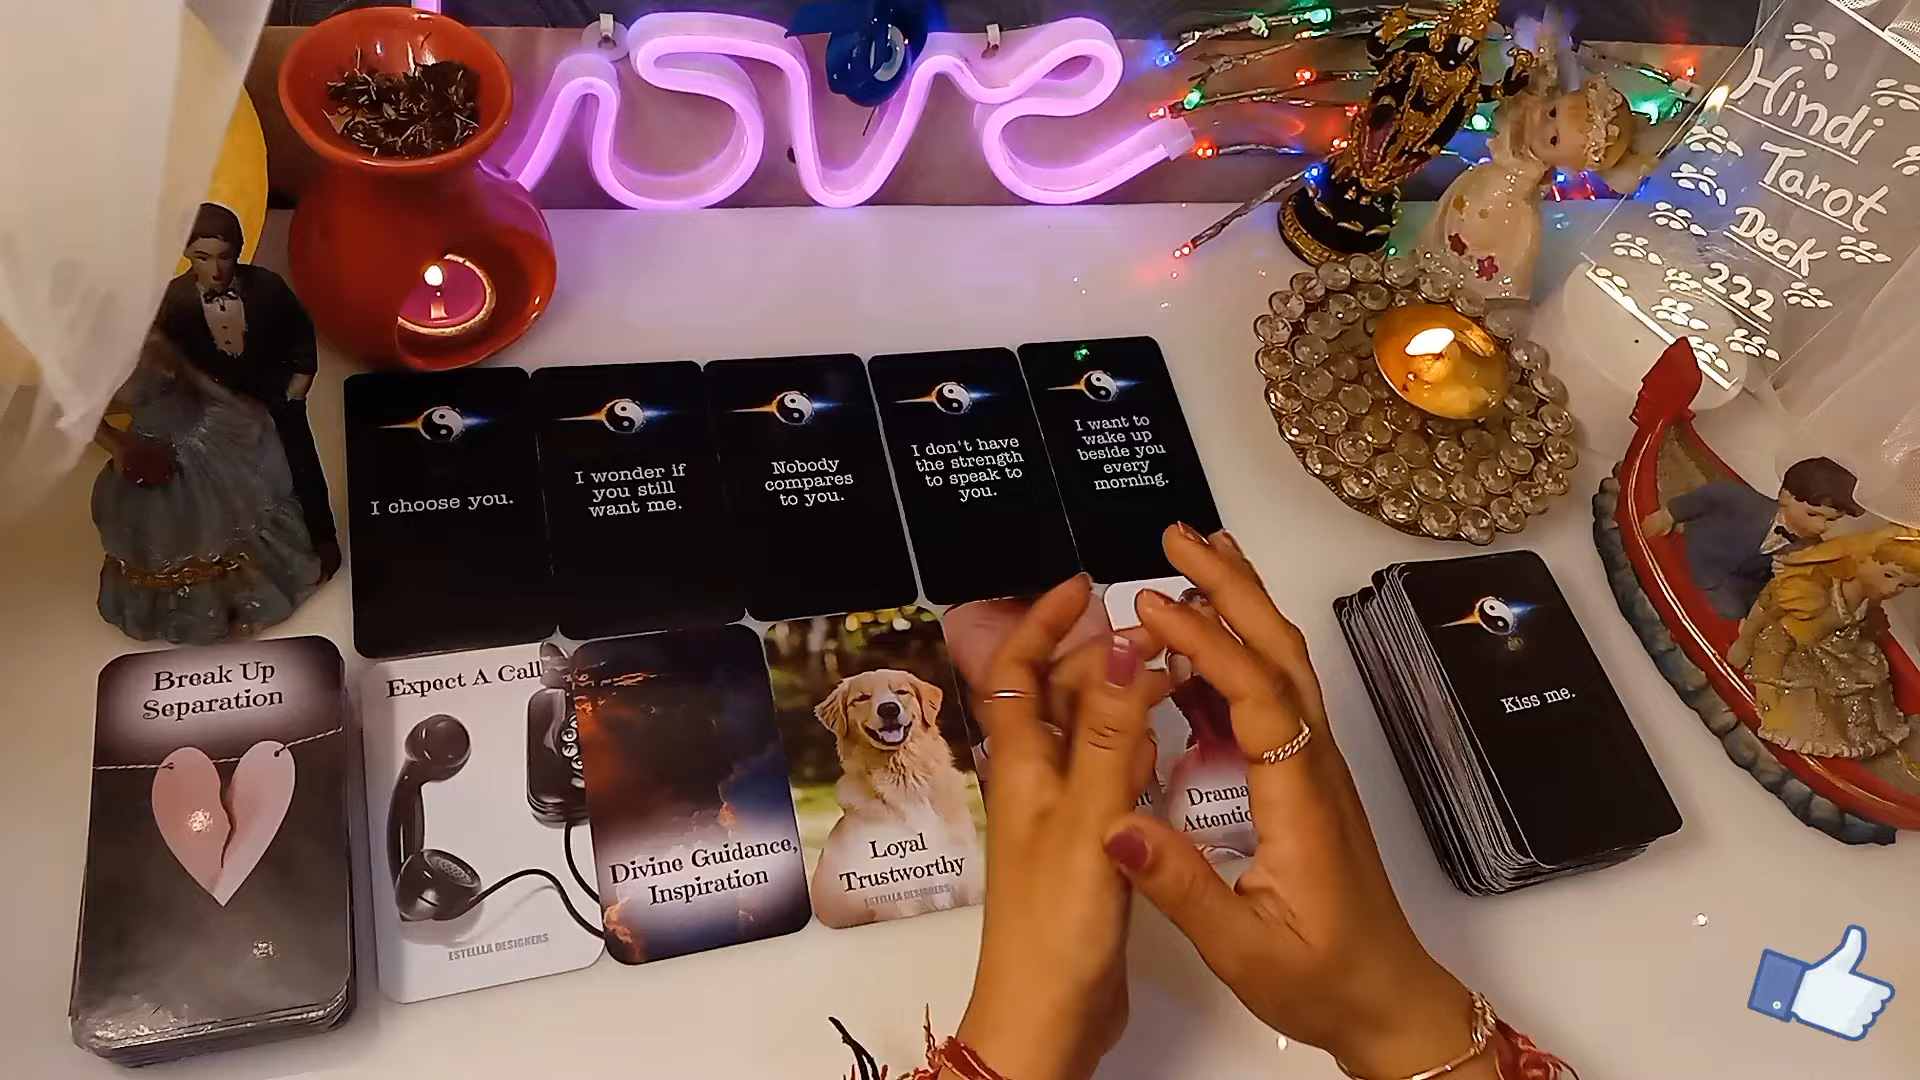 love
Hindi
Tarot
Deck
222
I choose you.
I wonder if
you still
want me.
Nobody
compares
to you.
I don't have
the strength
to speak to
you.
I want to
wake up
beside you
every
morning.
Kiss me.
Break Up
Separation
Expect A Call
ESTELLLA DESIGNERS
Divine Guidance,
Inspiration
Loyal
Trustworthy
ESTELLA DESIGNERS
Drama